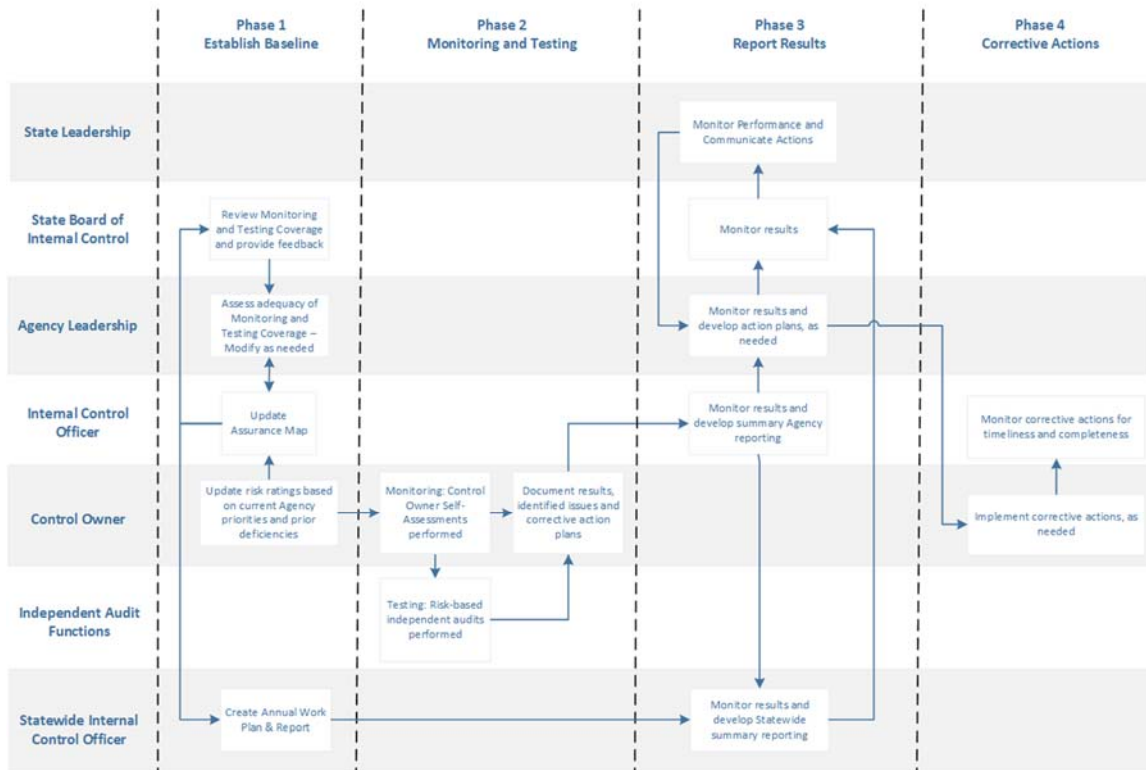 Phase 1
Establish Baseline
Phase 2
Monitoring and Testing
Phase 3
Report Results
Phase 4
Corrective Actions
State Leadership
Monitor Performance and
Communicate Actions
State Board of
Internal Control
Review Monitoring
and Testing Coverage
and provide feedback
Monitor results
Agency Leadership
Assess adequacy of
Monitoring and
Testing Coverage –
Modify as needed
Monitor results and
develop action plans, as
needed
Internal Control
Officer
Update
Assurance Map
Monitor results and
develop summary Agency
reporting
Monitor corrective actions for
timeliness and completeness
Control Owner
Update risk ratings based
on current Agency
priorities and prior
deficiencies
Monitoring: Control
Owner Self-
Assessments
performed
Document results,
identified issues and
corrective action
plans
Implement corrective actions, as
needed
Independent Audit
Functions
Testing: Risk-based
independent audits
performed
Statewide Internal
Control Officer
Create Annual Work
Plan & Report
Monitor results and
develop Statewide
summary reporting